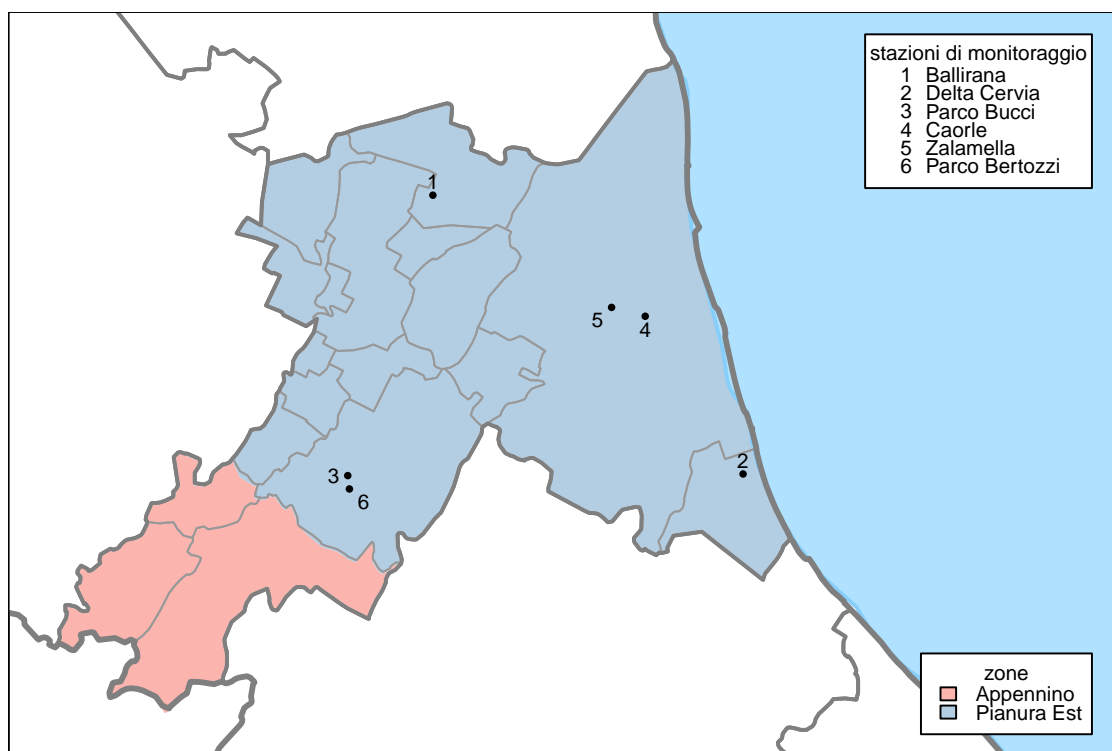 stazioni di monitoraggio
1 Ballirana
2 Delta Cervia
3 Parco Bucci
4 Caorle
5 Zalamella
6 Parco Bertozzi
1
5
4
2
3
6
zone
Appennino
Pianura Est